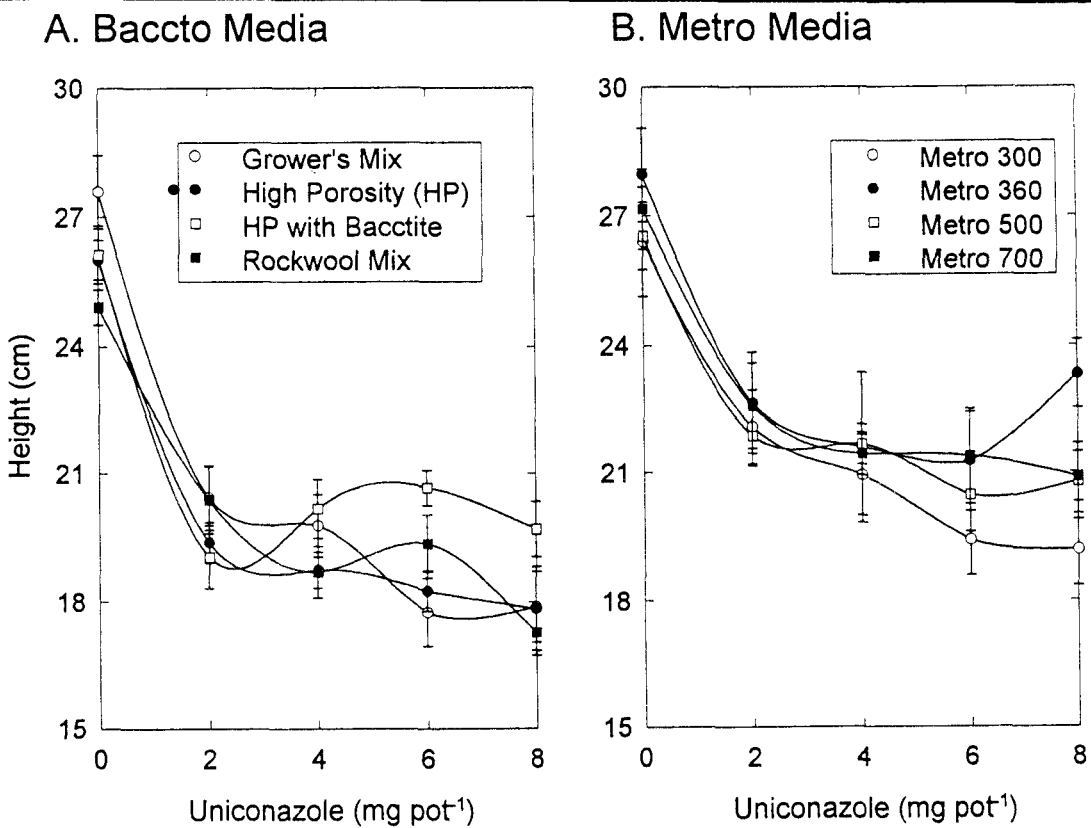 A. Baccto Media
30
27
24
21
18
15
Height (cm)
Grower's Mix
High Porosity (HP)
HP with Bacctite
Rockwool Mix
0 2 4 6 8
Uniconazole (mg pot⁻¹)
B. Metro Media
30
27
24
21
18
15
Metro 300
Metro 360
Metro 500
Metro 700
0 2 4 6 8
Uniconazole (mg pot⁻¹)